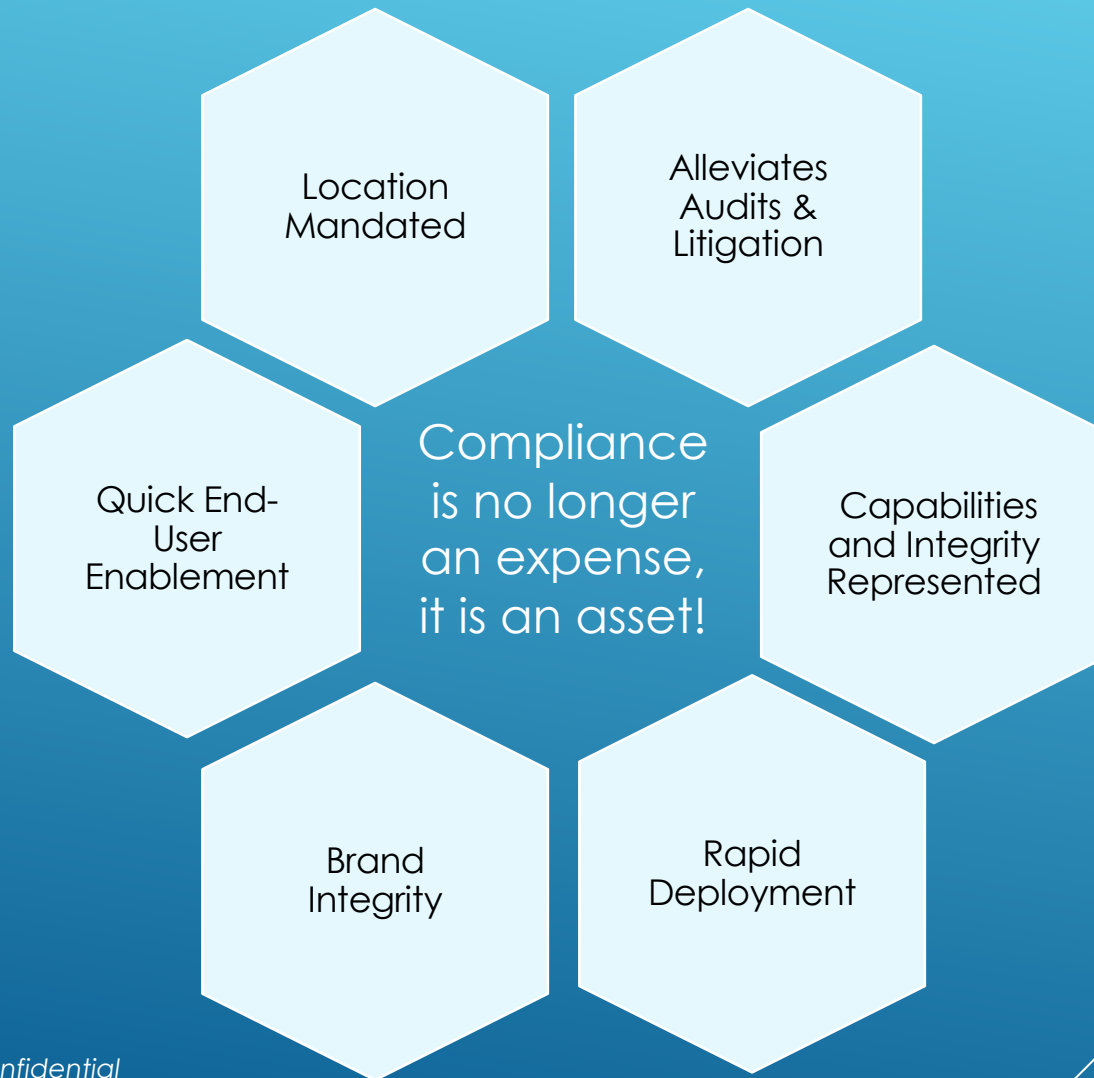 Location
Mandated
Alleviates
Audits &
Litigation
Quick End-
User
Enablement
Compliance
is no longer
an expense,
it is an asset!
Capabilities
and Integrity
Represented
Brand
Integrity
Rapid
Deployment
nfidential